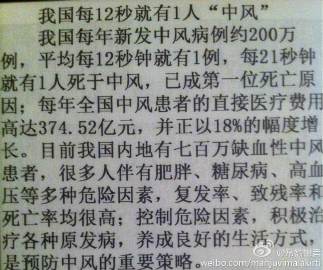 我国每12秒就有1人“中风”
我国每年新发中风病例约200万
例，平均每12秒钟就有1例，每21秒钟
就有1人死于中风，已成第一位死亡原
因；每年全国中风患者的直接医疗费用
高达374.52亿元，并正以18%的幅度增
长。目前我国内地有七百万缺血性中风
患者，很多人伴有肥胖、糖尿病、高血
压等多种危险因素，复发率、致残率和
死亡率均很高；控制危险因素，积极治
疗各种原发病，养成良好的生活方式，
是预防中风的重要策略。
http://www.manjuvimalakirti